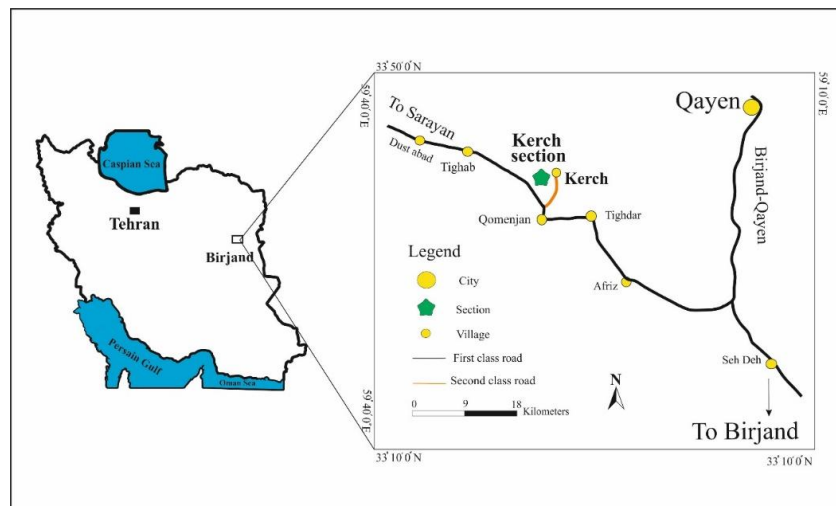 Caspian Sea
Tehran
Birjand
Persain Gulf
Oman Sea
33°50´0˝N
59°40´0˝E
59°10´0˝E
To Sarayan
Dust abad
Tighab
Kerch
section
Kerch
Qomenjan
Tighdar
Afriz
Qayen
Birjand-Qayen
Seh Deh
To Birjand
Legend
City
Section
Village
First class road
Second class road
N
0 9 18
Kilometers
59°40´0˝E
33°10´0˝N
33°10´0˝N